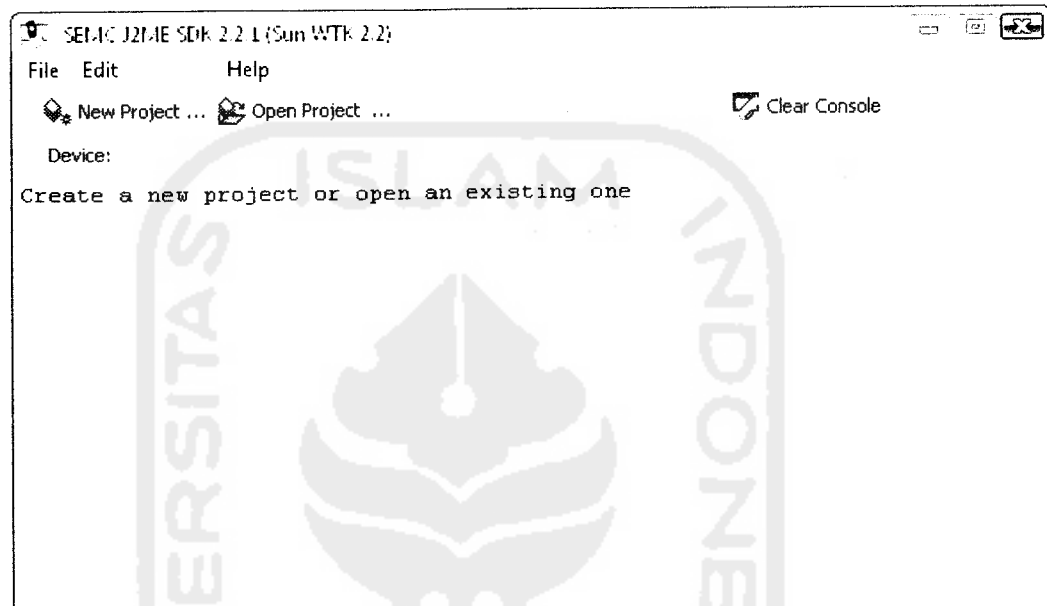 SEMC J2ME SDK 2.2.1 (Sun WTK 2.2)
File Edit Help
New Project ... Open Project ... Clear Console
Device:
Create a new project or open an existing one
ISLAM
ERSITAS
INDONE